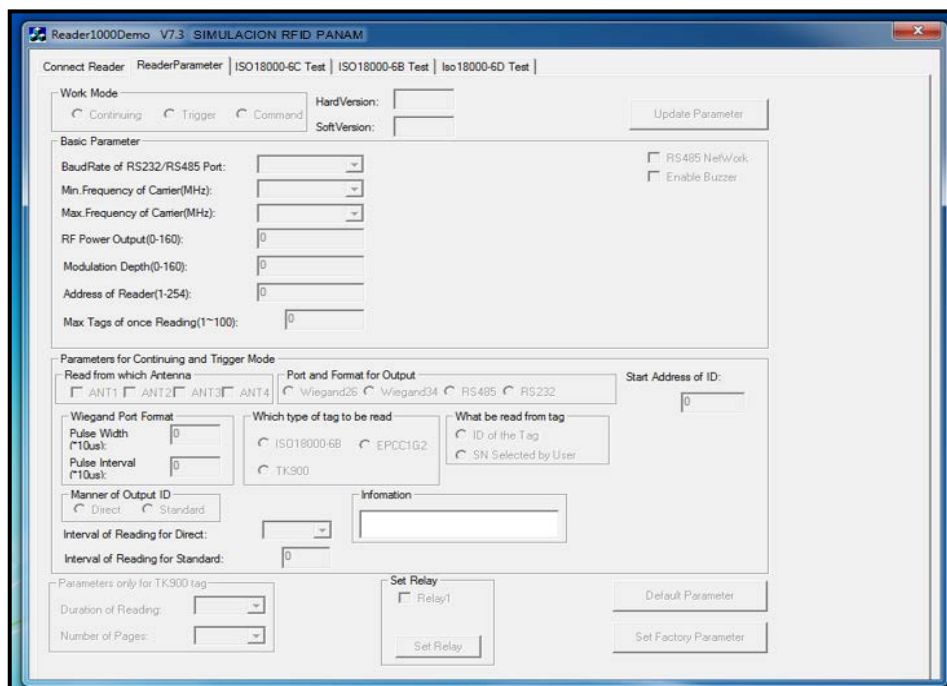 Reader1000Demo V7.3 SIMULACION RFID PANAM
Connect Reader ReaderParameter ISO18000-6C Test ISO18000-6B Test Iso18000-6D Test
Work Mode
Continuing Trigger Command
HardVersion:
SoftVersion:
Update Parameter
Basic Parameter
BaudRate of RS232/RS485 Port:
Min.Frequency of Carrier(MHz):
Max.Frequency of Carrier(MHz):
RF Power Output(0-160): 0
Modulation Depth(0-160): 0
Address of Reader(1-254): 0
Max Tags of once Reading(1~100): 0
RS485 NetWork
Enable Buzzer
Parameters for Continuing and Trigger Mode
Read from which Antenna
ANT1 ANT2 ANT3 ANT4
Port and Format for Output
Wiegand26 Wiegand34 RS485 RS232
Start Address of ID:
0
Wiegand Port Format
Pulse Width 0
(*10us):
Pulse Interval 0
(*10us):
Which type of tag to be read
ISO18000-6B EPCC1G2
TK900
What be read from tag
ID of the Tag
SN Selected by User
Manner of Output ID
Direct Standard
Infomation
Interval of Reading for Direct:
Interval of Reading for Standard: 0
Parameters only for TK900 tag
Duration of Reading:
Number of Pages:
Set Relay
Relay1
Set Relay
Default Parameter
Set Factory Parameter